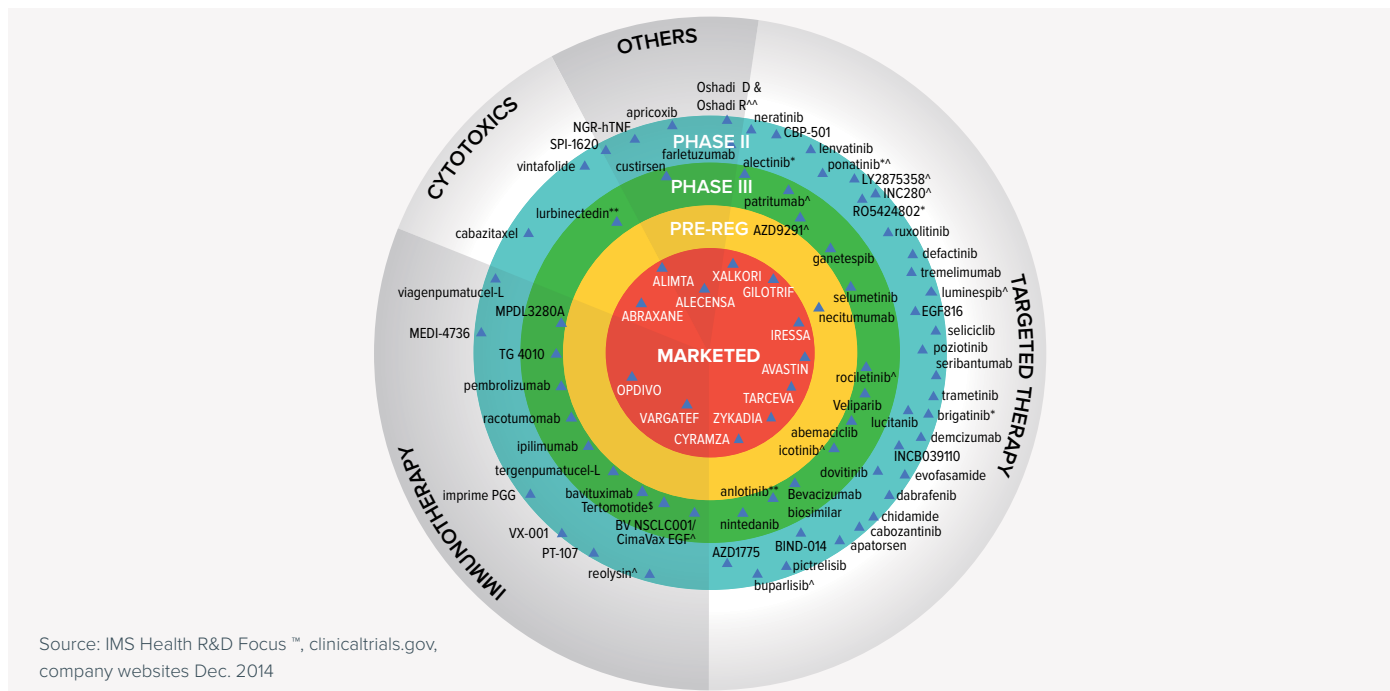 OTHERS
CYTOTOXICS
TARGETED THERAPY
IMMUNOTHERAPY
Oshadi D &
Oshadi R^^
apricoxib
neratinib
NGR-hTNF
CBP-501
SPI-1620
PHASE II
lenvatinib
farletuzumab
vintafolide
custirsen
alectinib*
ponatinib*^
LY2875358^
PHASE III
INC280^
patritumab^
RO5424802*
lurbinectedin**
cabazitaxel
PRE-REG
AZD9291^
ruxolitinib
defactinib
ganetespib
tremelimumab
XALKORI
ALIMTA
GILOTRIF
viagenpumatucel-L
luminespib^
selumetinib
ALECENSA
MPDL3280A
ABRAXANE
necitumumab
EGF816
MEDI-4736
IRESSA
seliciclib
TG 4010
MARKETED
poziotinib
seribantumab
AVASTIN
rociletinib^
pembrolizumab
OPDIVO
TARCEVA
trametinib
Veliparib
brigatinib*
racotumomab
VARGATEF
ZYKADIA
lucitanib
abemaciclib
CYRAMZA
demcizumab
ipilimumab
icotinib^
INCB039110
tergenpumatucel-L
dovitinib
evofasamide
imprime PGG
bavituximab
anlotinib**
Bevacizumab
biosimilar
dabrafenib
Tertomotide$
BV NSCLC001/
CimaVax EGF^
nintedanib
chidamide
cabozantinib
VX-001
apatorsen
BIND-014
PT-107
AZD1775
pictrelisib
reolysin^
buparlisib^
Source: IMS Health R&D Focus ™, clinicaltrials.gov,
company websites Dec. 2014